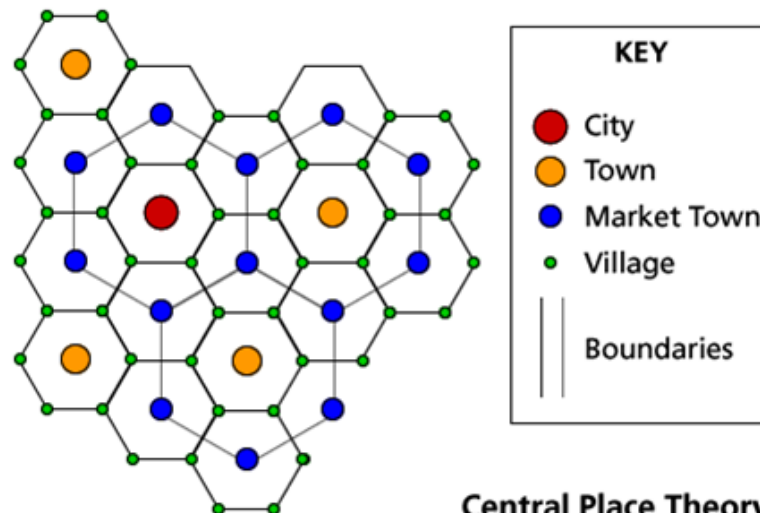 KEY
City
Town
Market Town
Village
Boundaries
Central Place Theory